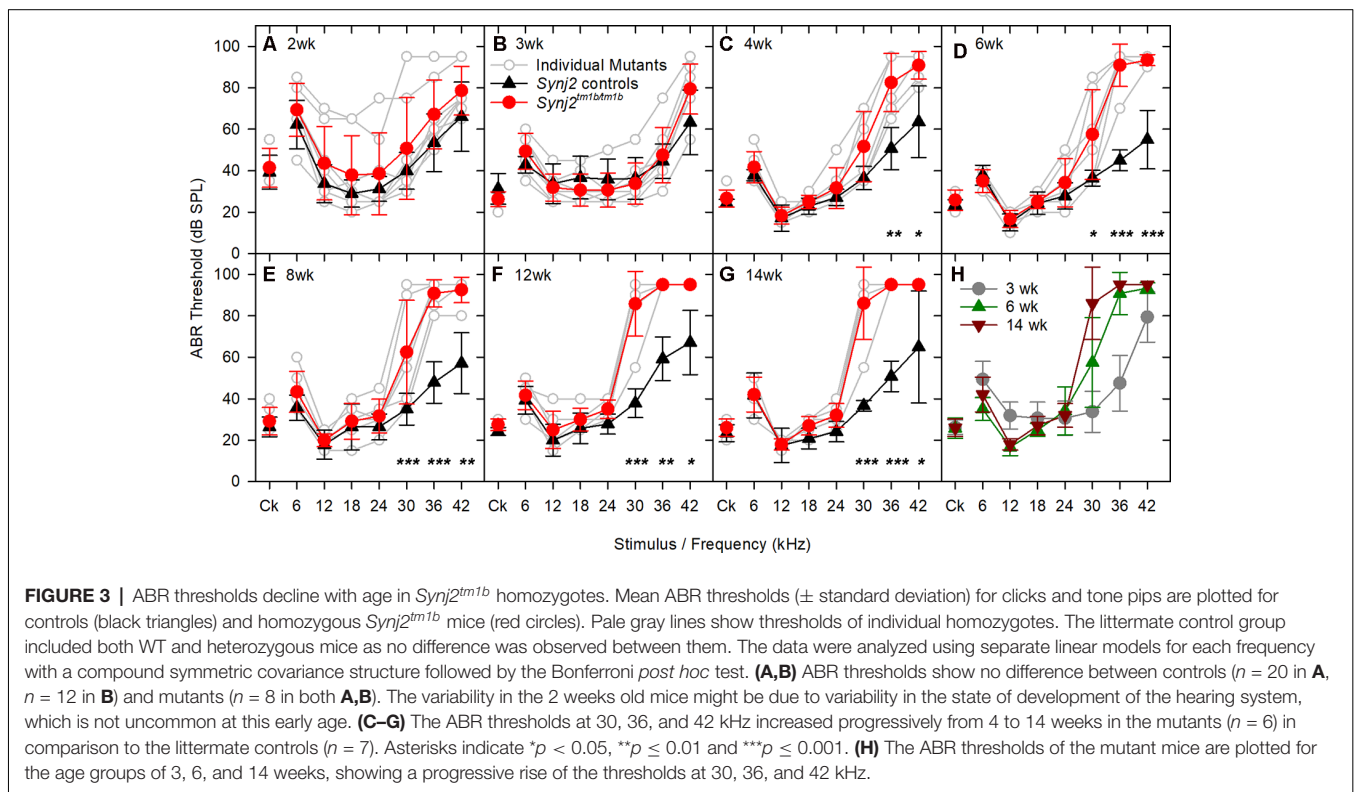 A 2wk
B 3wk
C 4wk
D 6wk
Individual Mutants
Synj2 controls
Synj2tm1b/tm1b
100
80
60
40
20
0
** *
* *** ***
ABR Threshold (dB SPL)
E 8wk
F 12wk
G 14wk
H
3 wk
6 wk
14 wk
100
80
60
40
20
0
*** *** **
*** ** *
*** *** *
Ck 6 12 18 24 30 36 42 Ck 6 12 18 24 30 36 42 Ck 6 12 18 24 30 36 42 Ck 6 12 18 24 30 36 42
Stimulus / Frequency (kHz)
FIGURE 3 | ABR thresholds decline with age in Synj2tm1b homozygotes. Mean ABR thresholds (± standard deviation) for clicks and tone pips are plotted for
controls (black triangles) and homozygous Synj2tm1b mice (red circles). Pale gray lines show thresholds of individual homozygotes. The littermate control group
included both WT and heterozygous mice as no difference was observed between them. The data were analyzed using separate linear models for each frequency
with a compound symmetric covariance structure followed by the Bonferroni post hoc test. (A,B) ABR thresholds show no difference between controls (n = 20 in A,
n = 12 in B) and mutants (n = 8 in both A,B). The variability in the 2 weeks old mice might be due to variability in the state of development of the hearing system,
which is not uncommon at this early age. (C–G) The ABR thresholds at 30, 36, and 42 kHz increased progressively from 4 to 14 weeks in the mutants (n = 6) in
comparison to the littermate controls (n = 7). Asterisks indicate *p < 0.05, **p ≤ 0.01 and ***p ≤ 0.001. (H) The ABR thresholds of the mutant mice are plotted for
the age groups of 3, 6, and 14 weeks, showing a progressive rise of the thresholds at 30, 36, and 42 kHz.